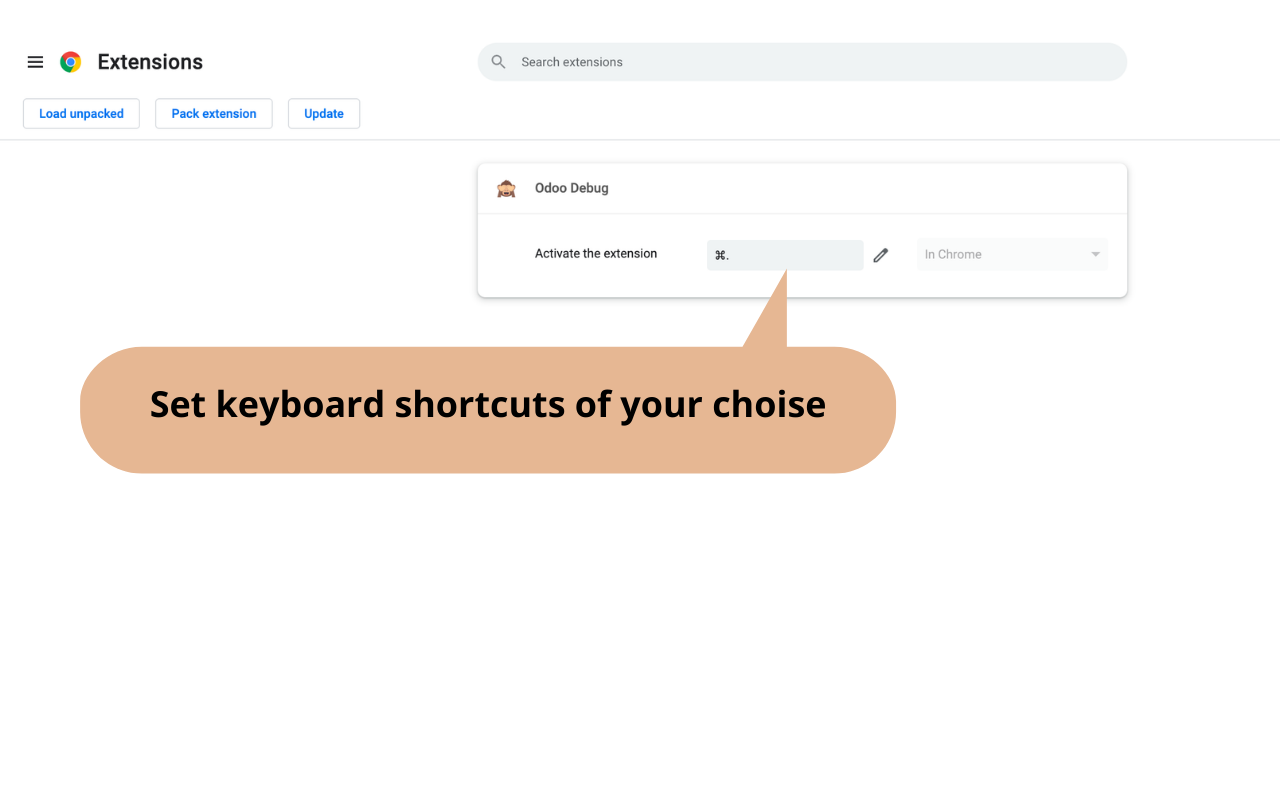 Extensions
Search extensions
Load unpacked
Pack extension
Update
Odoo Debug
Activate the extension
⌘.
In Chrome
Set keyboard shortcuts of your choise